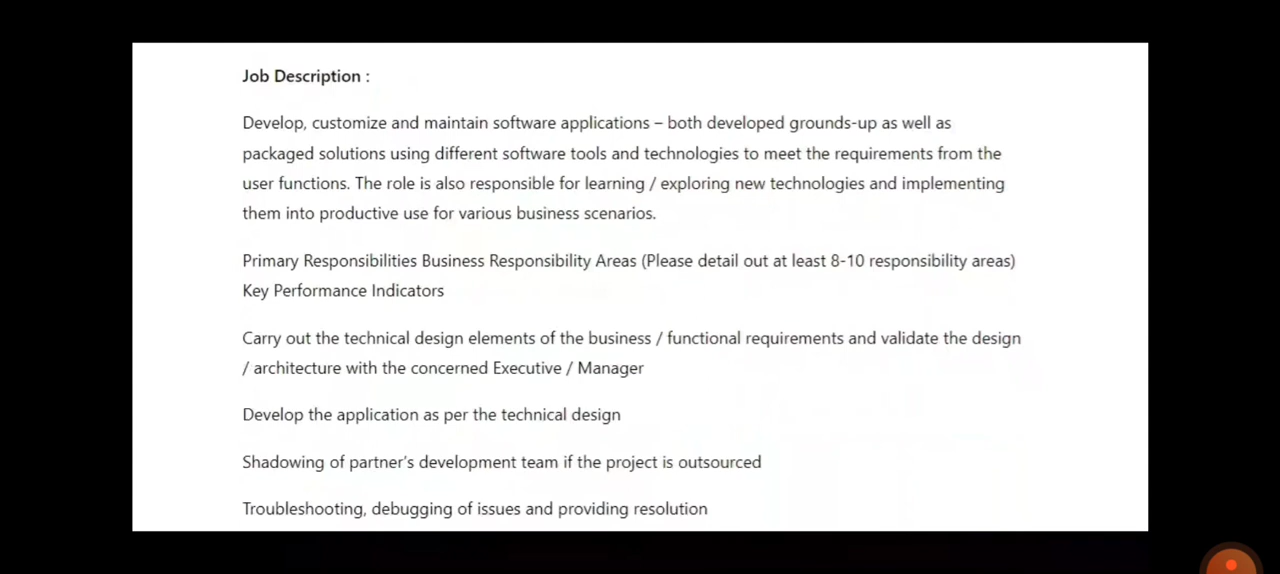 Job Description :
Develop, customize and maintain software applications – both developed grounds-up as well as
packaged solutions using different software tools and technologies to meet the requirements from the
user functions. The role is also responsible for learning / exploring new technologies and implementing
them into productive use for various business scenarios.
Primary Responsibilities Business Responsibility Areas (Please detail out at least 8-10 responsibility areas)
Key Performance Indicators
Carry out the technical design elements of the business / functional requirements and validate the design
/ architecture with the concerned Executive / Manager
Develop the application as per the technical design
Shadowing of partner's development team if the project is outsourced
Troubleshooting, debugging of issues and providing resolution